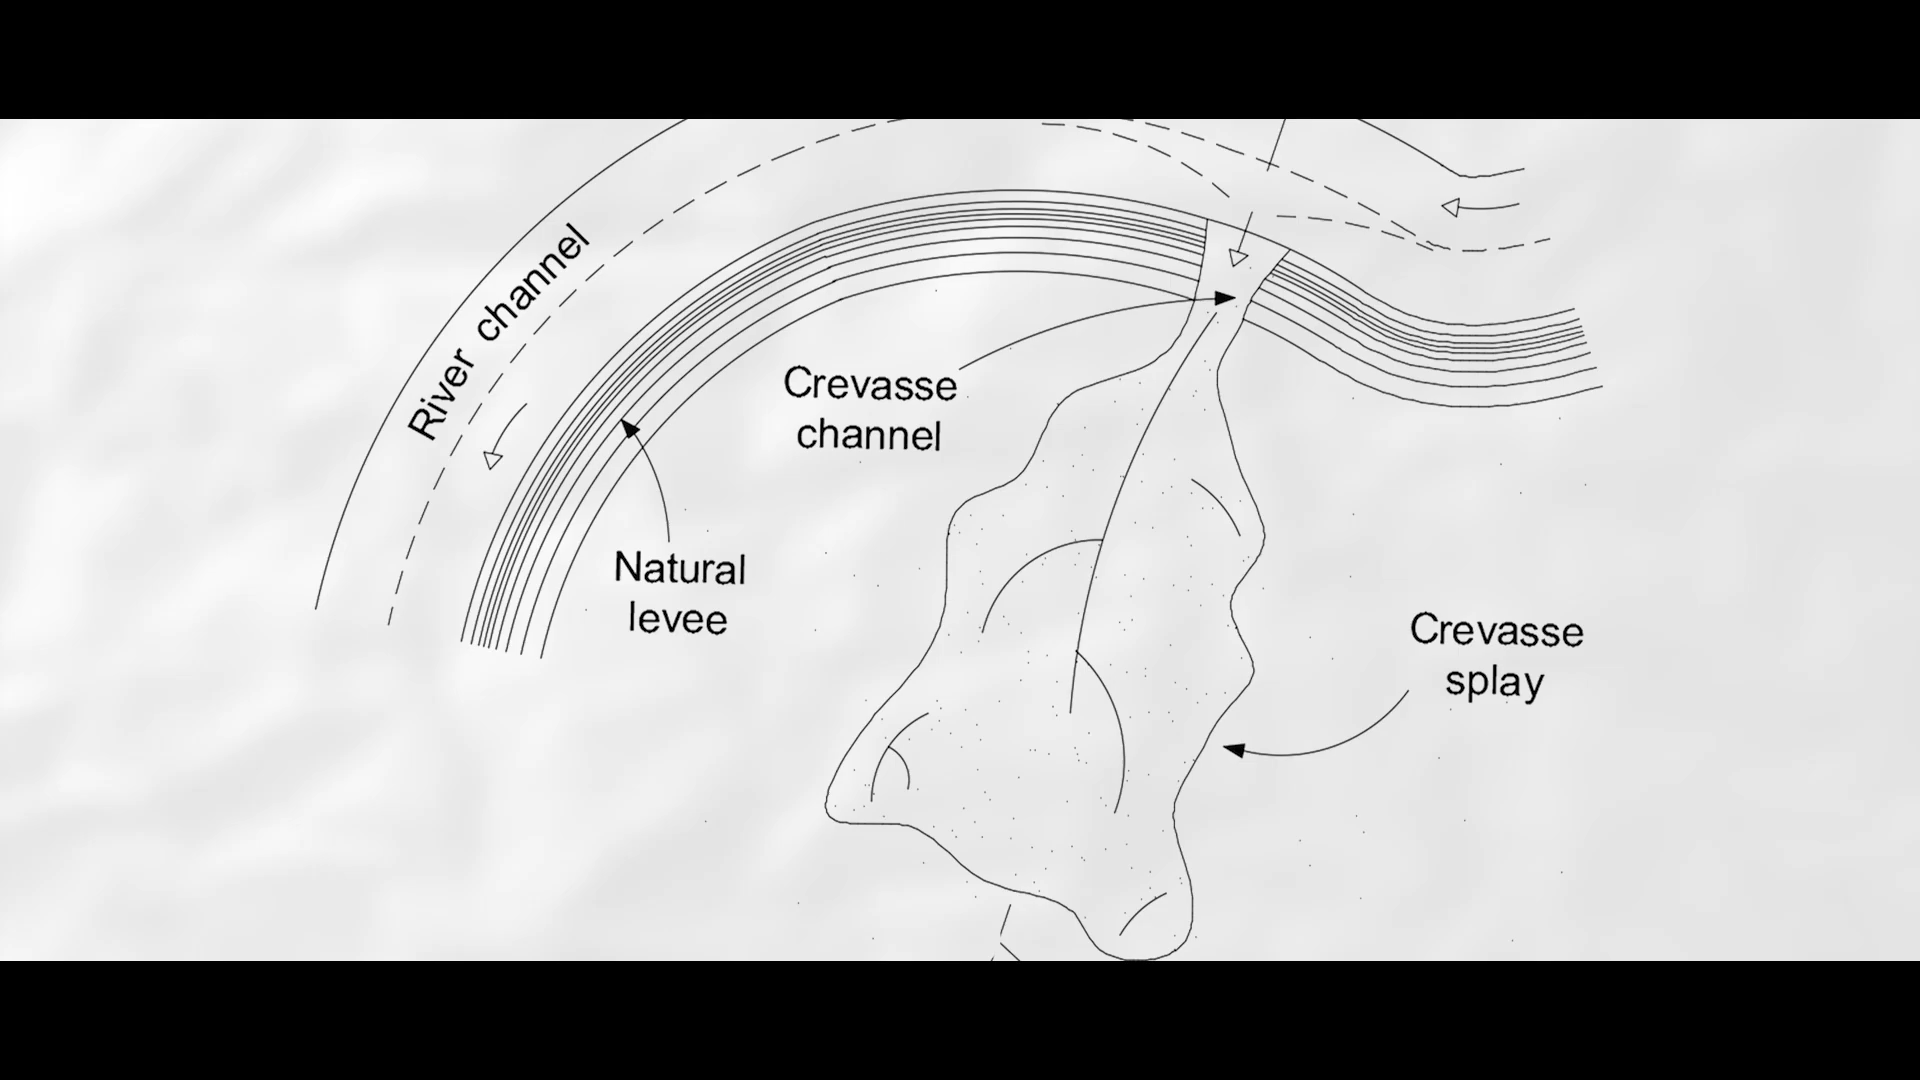 River channel
Crevasse
channel
Natural
levee
Crevasse
splay